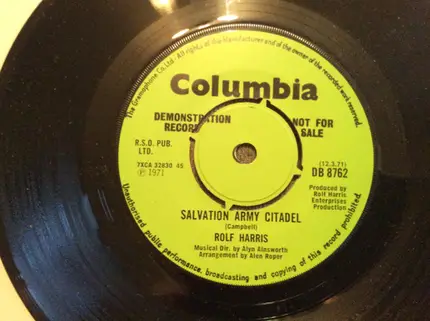 The Gramophone Co. Ltd. All rights of the Manufacturer and of the owner of the recorded work reserved.
Columbia
DEMONSTRATION
RECORD
NOT FOR
SALE
R.S.D. PUB.
LTD.
7XCA 32830 45
℗ 1971
(12.3.71)
DB 8762
Produced by
Rolf Harris
Enterprises
Production
SALVATION ARMY CITADEL
(Campbell)
ROLF HARRIS
Musical Dir. by Alyn Ainsworth
Arrangement by Alan Roper
Unauthorised public performance, broadcasting and copying of this record prohibited.